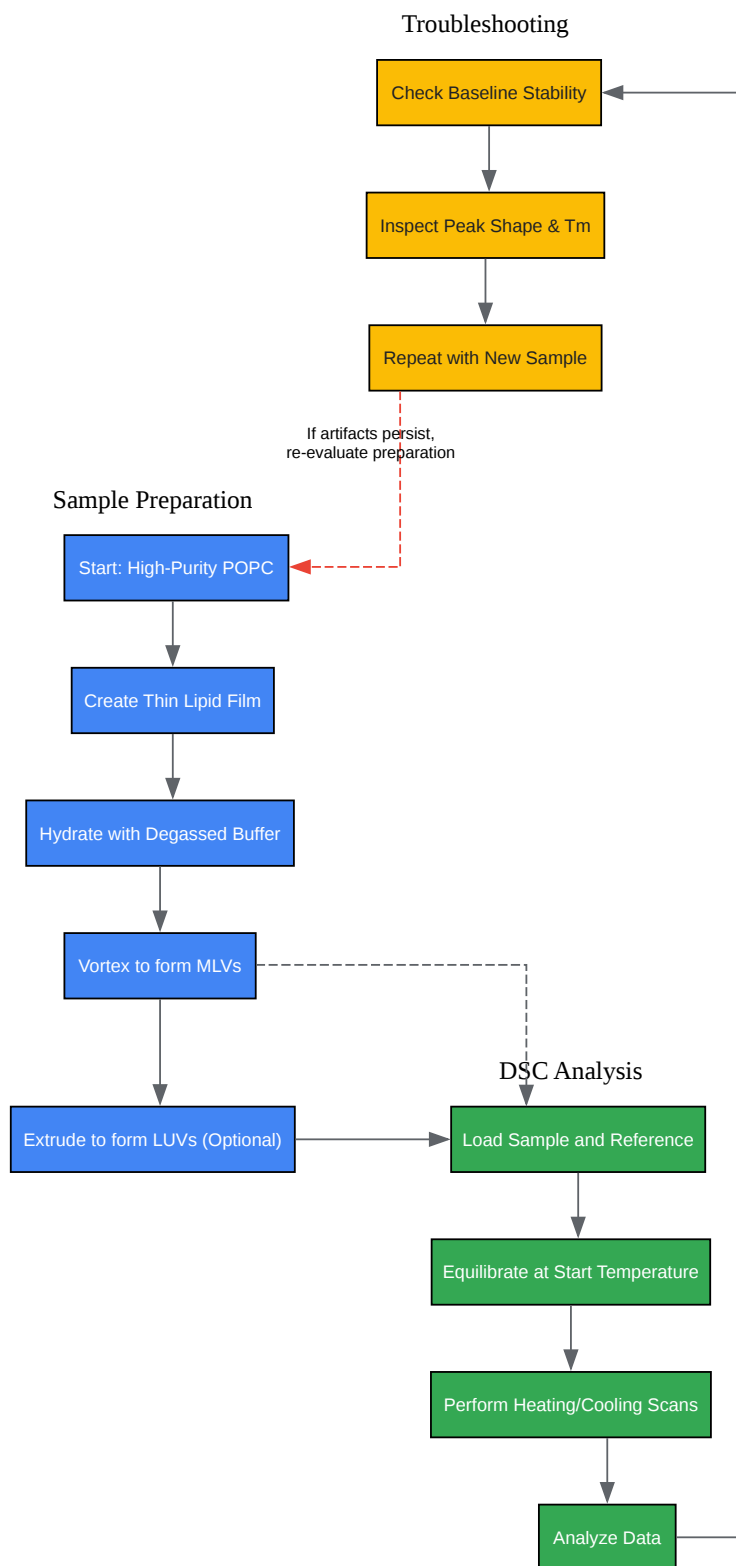 Troubleshooting
Check Baseline Stability
Inspect Peak Shape & Tm
Repeat with New Sample
If artifacts persist,
re-evaluate preparation
Sample Preparation
Start: High-Purity POPC
Create Thin Lipid Film
Hydrate with Degassed Buffer
Vortex to form MLVs
DSC Analysis
Extrude to form LUVs (Optional)
Load Sample and Reference
Equilibrate at Start Temperature
Perform Heating/Cooling Scans
Analyze Data